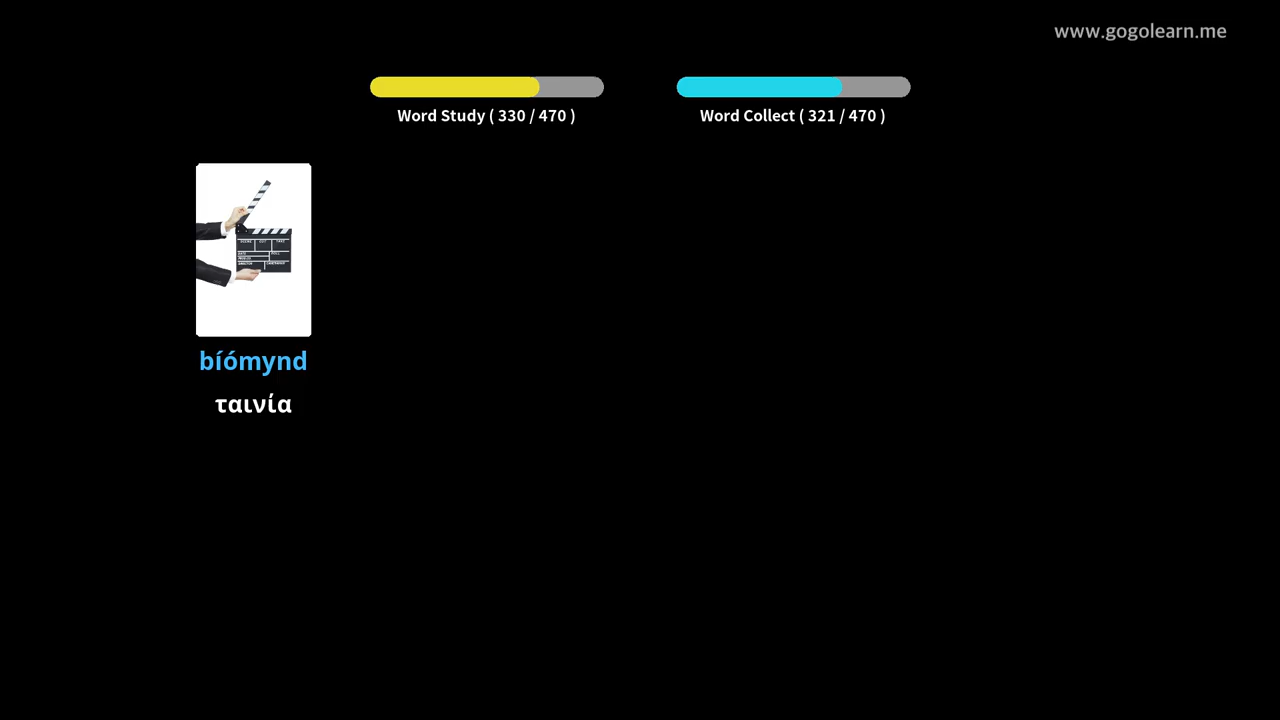 www.gogolearn.me
Word Study ( 330 / 470 )
Word Collect ( 321 / 470 )
bíómynd
ταινία